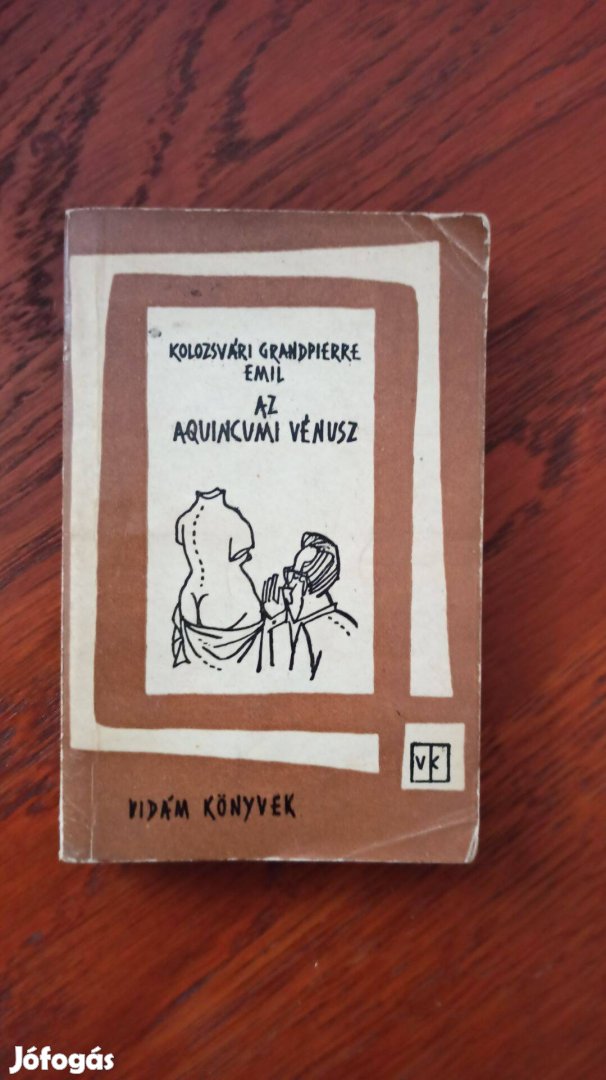 KOLOZSVÁRI GRANDPIERRE
EMIL
AZ
AQUINCUMI VÉNUSZ
VK
VIDÁM KÖNYVEK
Jófogás